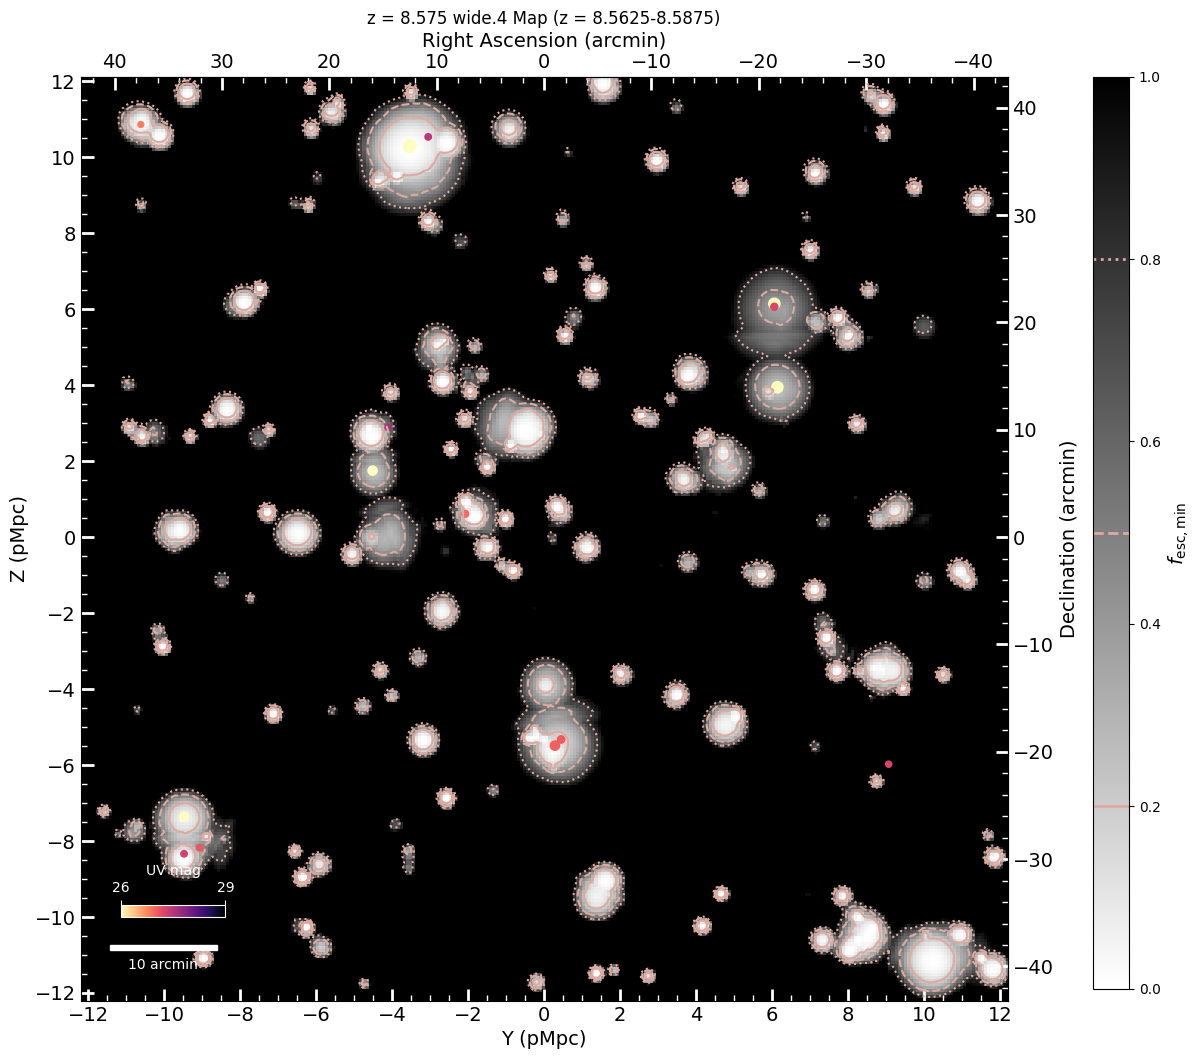 z = 8.575 wide.4 Map (z = 8.5625-8.5875)
Right Ascension (arcmin)
40 30 20 10 0 −10 −20 −30 −40
12
10
8
6
4
2
0
−2
−4
−6
−8
−10
−12
Z (pMpc)
40
30
20
10
0
−10
−20
−30
−40
Declination (arcmin)
1.0
0.8
0.6
0.4
0.2
0.0
fesc,min
UV mag
26 29
10 arcmin
−12 −10 −8 −6 −4 −2 0 2 4 6 8 10 12
Y (pMpc)